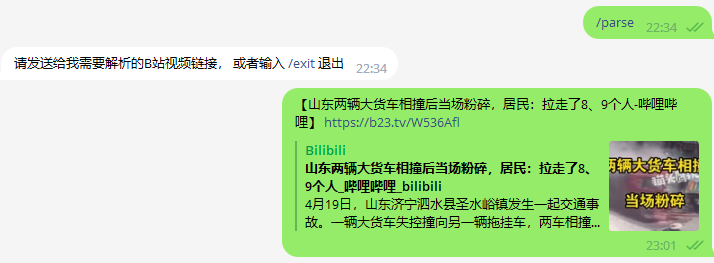 /parse
22:34
请发送给我需要解析的B站视频链接，或者输入 /exit 退出
22:34
【山东两辆大货车相撞后当场粉碎，居民：拉走了8、9个人-哔哩哔
哩】 https://b23.tv/W536Afl
Bilibili
山东两辆大货车相撞后当场粉碎，居民：拉走了8、
9个人_哔哩哔哩_bilibili
4月19日，山东济宁泗水县圣水峪镇发生一起交通事
故。一辆大货车失控撞向另一辆拖挂车，两车相撞...
两辆大货车相撞
当场粉碎
23:01